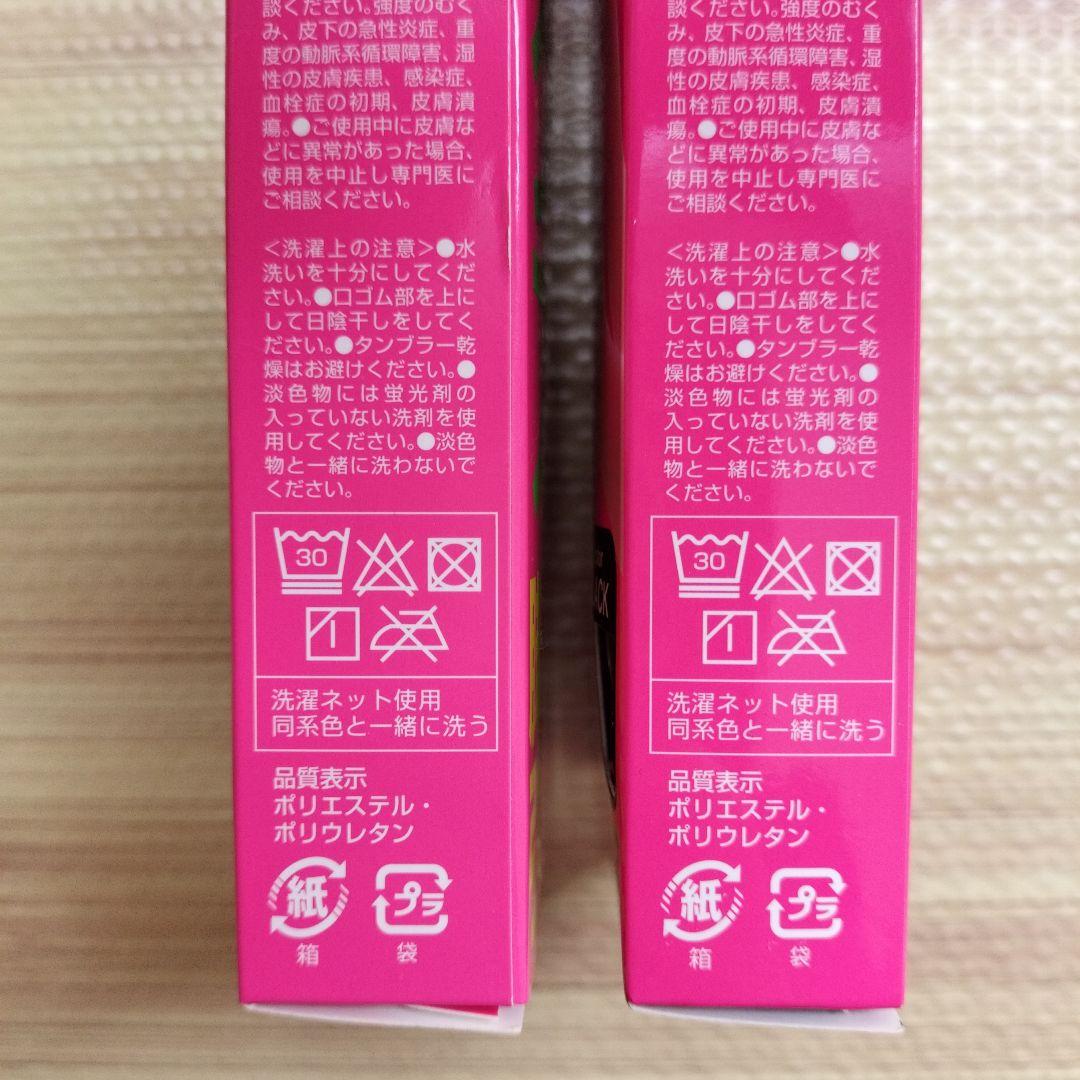 談ください。強度のむく
み、皮下の急性炎症、重
度の動脈系循環障害、湿
性の皮膚疾患、感染症、
血栓症の初期、皮膚潰
瘍。●ご使用中に皮膚な
どに異常があった場合、
使用を中止し専門医に
ご相談ください。
<洗濯上の注意>●水
洗いを十分にしてくだ
さい。●口ゴム部を上に
して日陰干しをしてく
ださい。●タンブラー乾
燥はお避けください。●
淡色物には蛍光剤の
入っていない洗剤を使
用してください。●淡色
物と一緒に洗わないで
ください。
30
洗濯ネット使用
同系色と一緒に洗う
品質表示
ポリエステル・
ポリウレタン
紙
プラ
箱
袋
談ください。強度のむく
み、皮下の急性炎症、重
度の動脈系循環障害、湿
性の皮膚疾患、感染症、
血栓症の初期、皮膚潰
瘍。●ご使用中に皮膚な
どに異常があった場合、
使用を中止し専門医に
ご相談ください。
<洗濯上の注意>●水
洗いを十分にしてくだ
さい。●口ゴム部を上に
して日陰干しをしてく
ださい。●タンブラー乾
燥はお避けください。●
淡色物には蛍光剤の
入っていない洗剤を使
用してください。●淡色
物と一緒に洗わないで
ください。
30
洗濯ネット使用
同系色と一緒に洗う
品質表示
ポリエステル・
ポリウレタン
紙
プラ
箱
袋